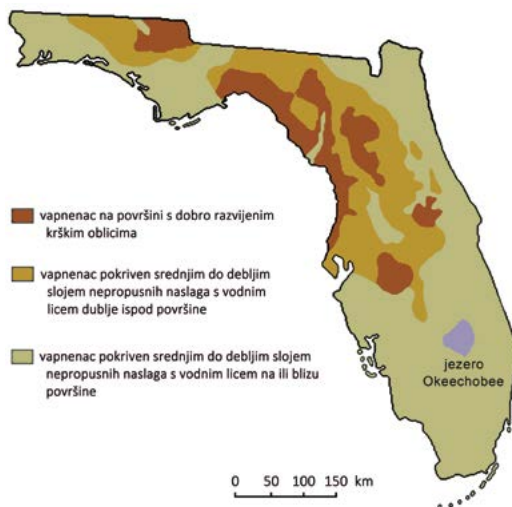 vapnenac na površini s dobro razvijenim
krškim oblicima
vapnenac pokriven srednjim do debljim
slojem nepropusnih naslaga s vodnim
licem dublje ispod površine
vapnenac pokriven srednjim do debljim slojem
nepropusnih naslaga s vodnim licem na ili blizu
površine
jezero
Okeechobee
0 50 100 150 km